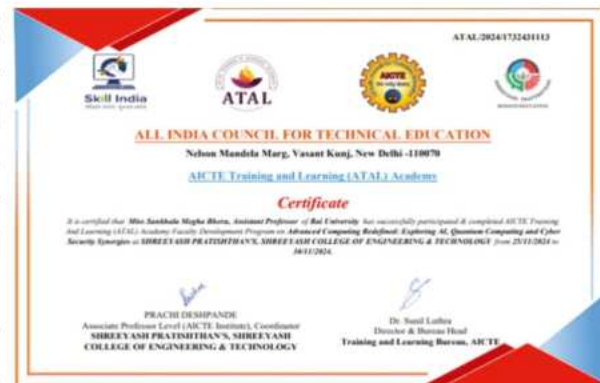 ATAL/2024/1732431113
Skill India
ATAL
AICTE
ALL INDIA COUNCIL FOR TECHNICAL EDUCATION
Nelson Mandela Marg, Vasant Kunj, New Delhi -110070
AICTE Training and Learning (ATAL) Academy
Certificate
It is certified that Miss Sankhala Megha Bheru, Assistant Professor of Rai University has successfully participated & completed AICTE Training
And Learning (ATAL) Academy Faculty Development Program on Advanced Computing Redefined: Exploring AI, Quantum Computing and Cyber
Security Synergies at SHREEYASH PRATISHTHAN'S, SHREEYASH COLLEGE OF ENGINEERING & TECHNOLOGY from 25/11/2024 to
30/11/2024.
PRACHI DESHPANDE
Associate Professor Level (AICTE Institute), Coordinator
SHREEYASH PRATISHTHAN'S, SHREEYASH
COLLEGE OF ENGINEERING & TECHNOLOGY
Dr. Sunil Luthra
Director & Bureau Head
Training and Learning Bureau, AICTE